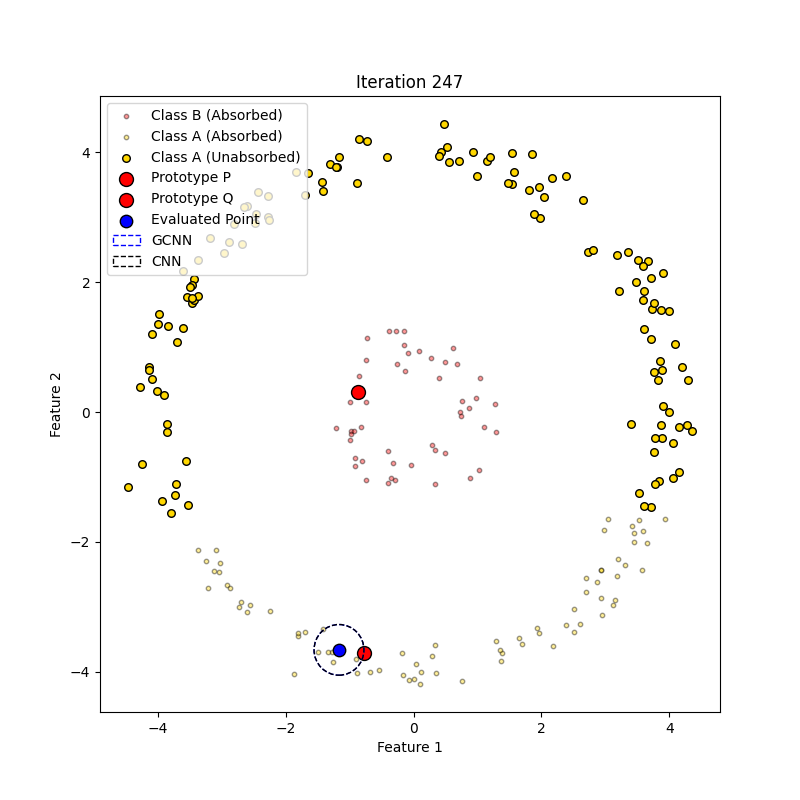 Iteration 247
Class B (Absorbed)
Class A (Absorbed)
Class A (Unabsorbed)
Prototype P
Prototype Q
Evaluated Point
GCNN
CNN
4
2
0
−2
−4
Feature 2
−4
−2
0
2
4
Feature 1